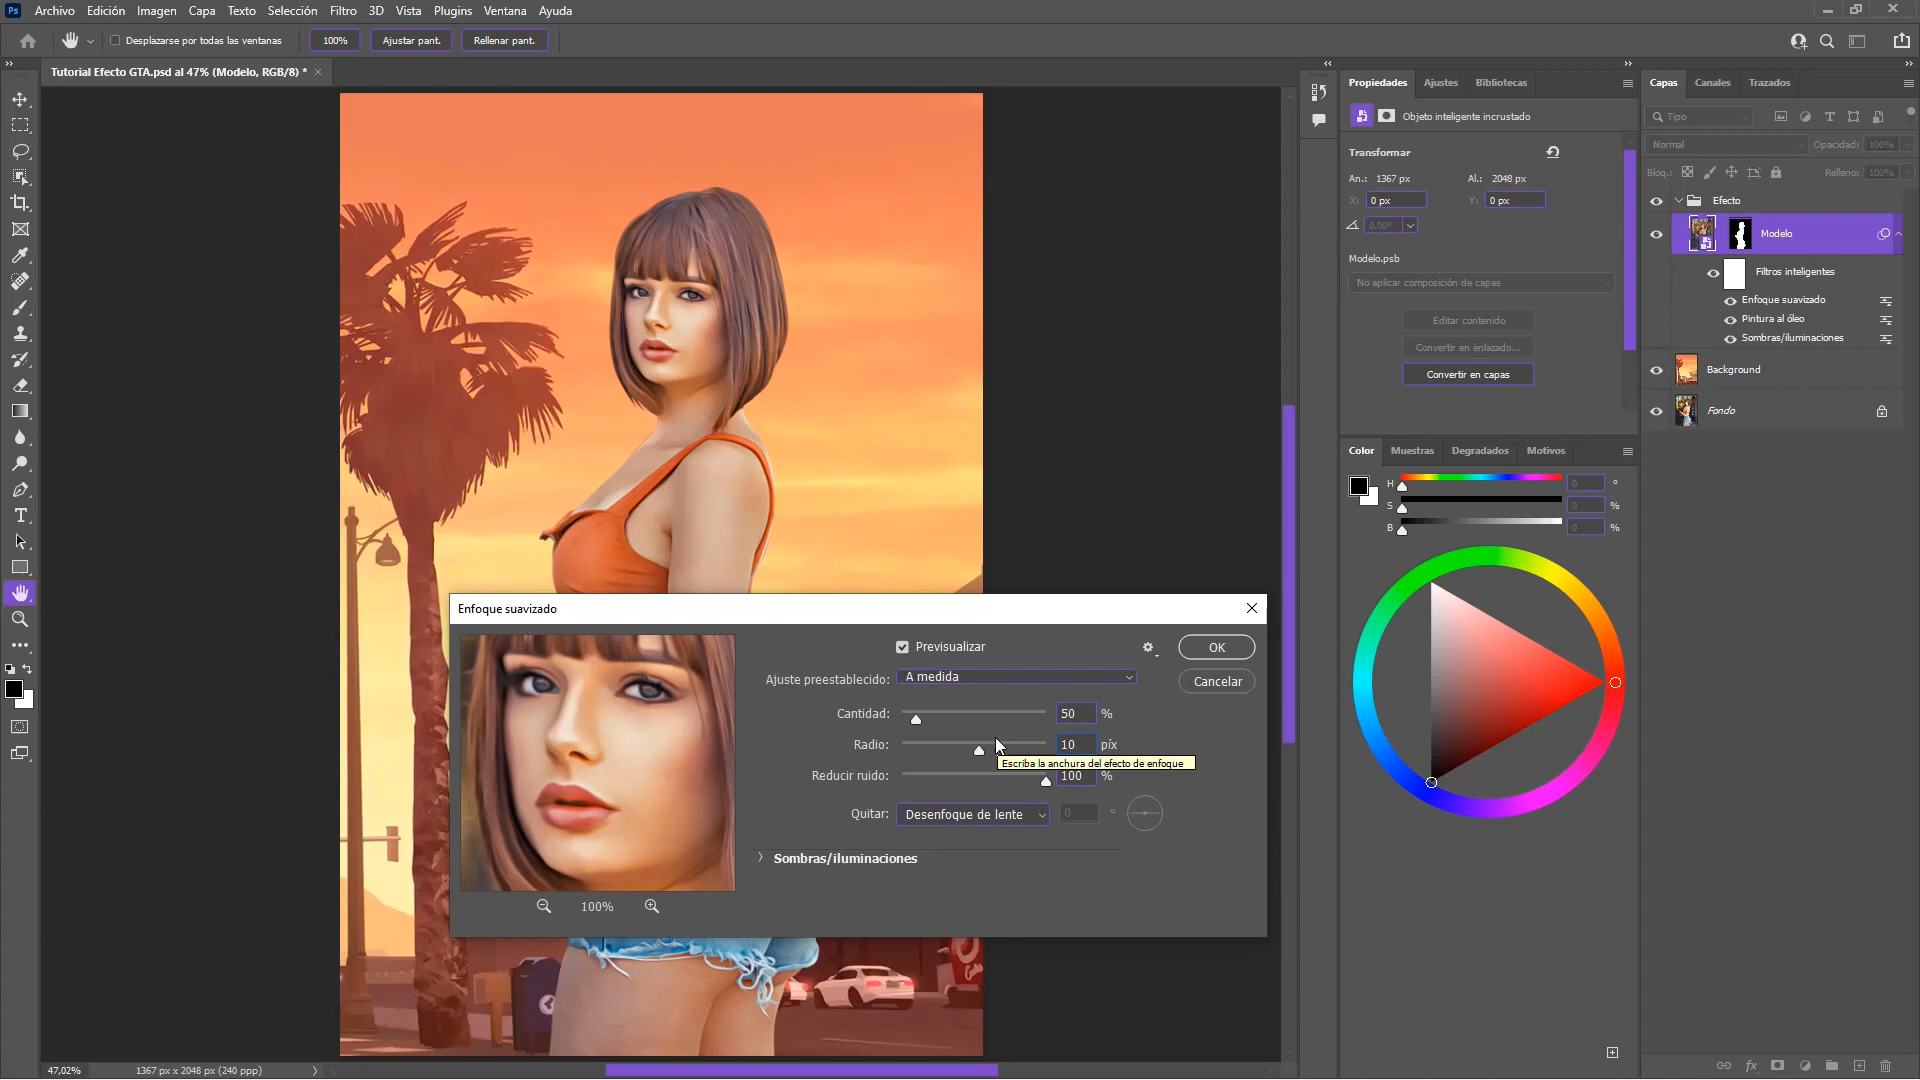 Ps Archivo Edición Imagen Capa Texto Selección Filtro 3D Vista Plugins Ventana Ayuda
Desplazarse por todas las ventanas 100% Ajustar pant. Rellenar pant.
Tutorial Efecto GTA.psd al 47% (Modelo, RGB/8) *
Propiedades Ajustes Bibliotecas
Objeto inteligente incrustado
Transformar
An.: 1367 px Al.: 2048 px
X: 0 px Y: 0 px
0,00°
Modelo.psb
No aplicar composición de capas
Editar contenido
Convertir en enlazado...
Convertir en capas
Color Muestras Degradados Motivos
H 0 °
S 0 %
B 0 %
Capas Canales Trazados
Tipo
Normal Opacidad: 100%
Bloq.: Relleno: 100%
Efecto
Modelo
Filtros inteligentes
Enfoque suavizado
Pintura al óleo
Sombras/iluminaciones
Background
Fondo
Enfoque suavizado
Previsualizar OK
Ajuste preestablecido: A medida Cancelar
Cantidad: 50 %
Radio: 10 píx
Escriba la anchura del efecto de enfoque
Reducir ruido: 100 %
Quitar: Desenfoque de lente 0 °
Sombras/iluminaciones
100%
47,02% 1367 px x 2048 px (240 ppp)